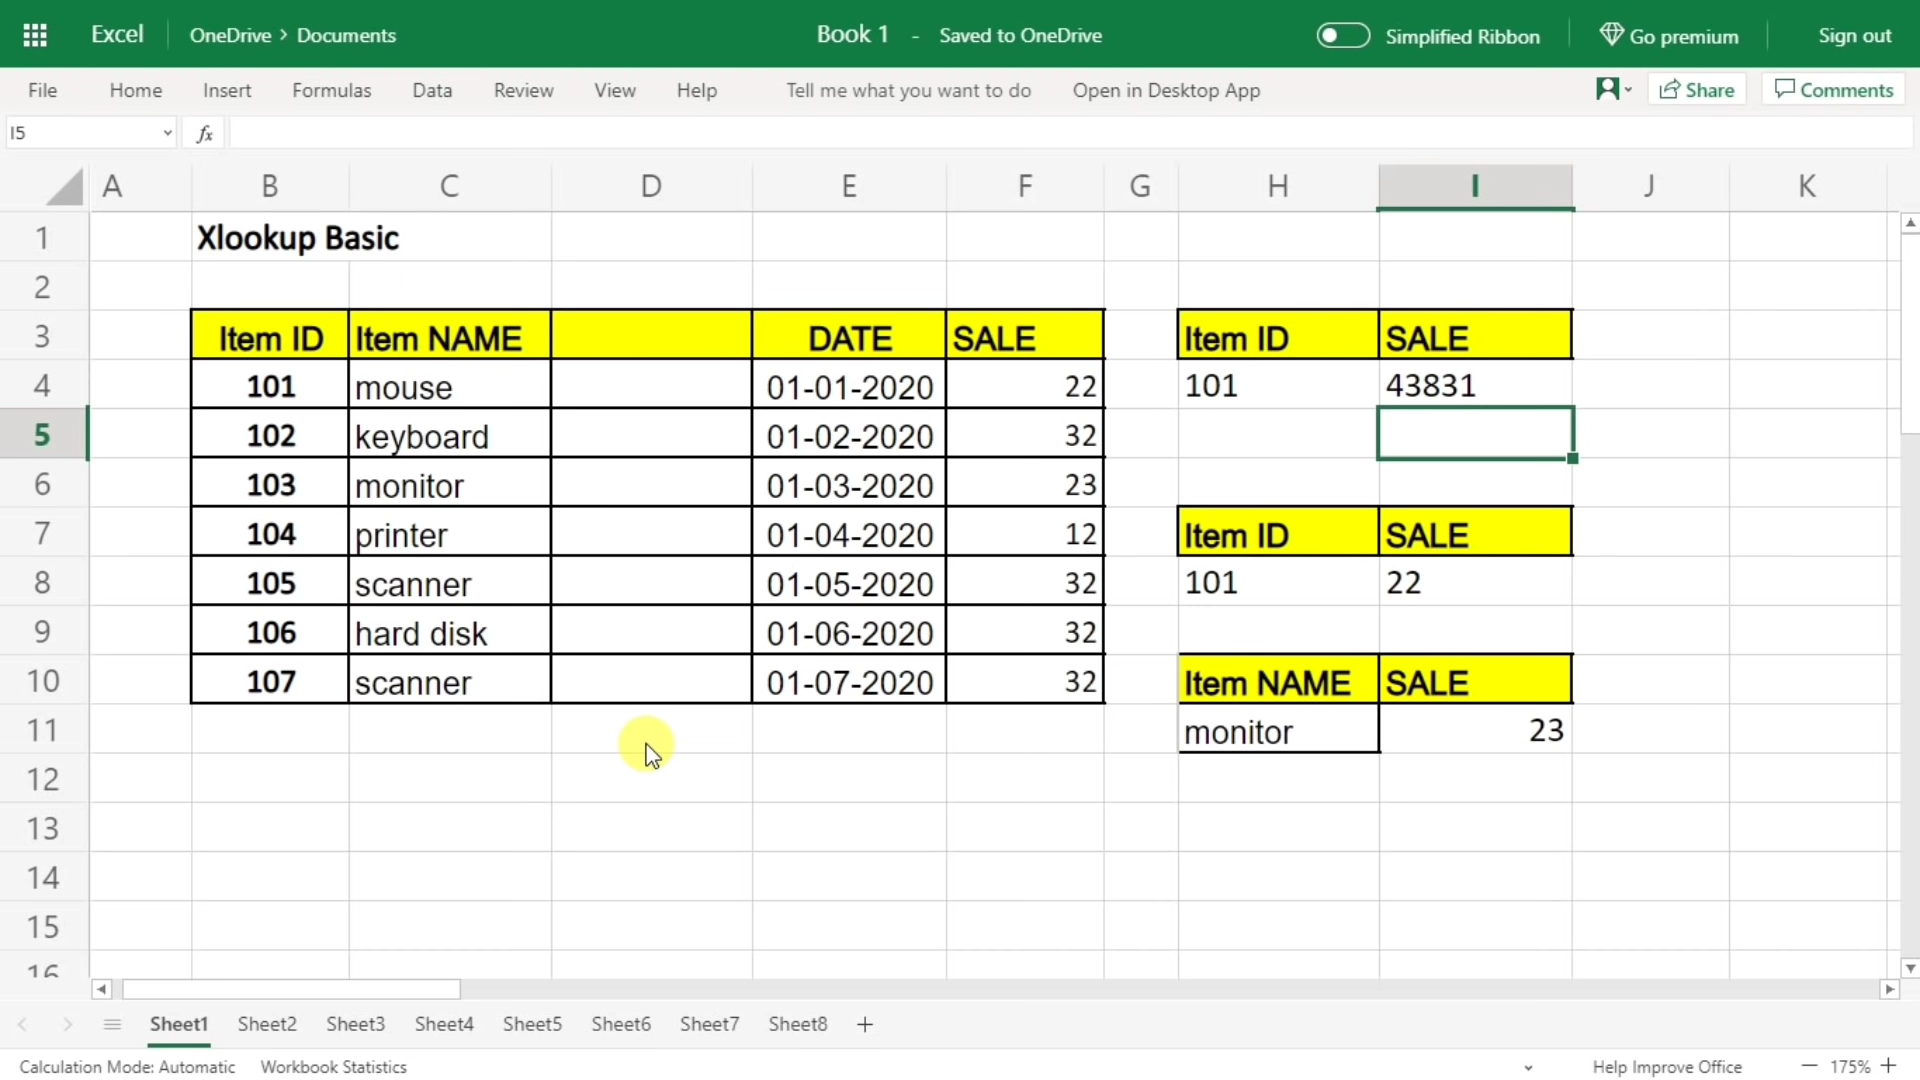 Excel OneDrive > Documents Book 1 - Saved to OneDrive Simplified Ribbon Go premium Sign out
File Home Insert Formulas Data Review View Help Tell me what you want to do Open in Desktop App Share Comments
I5 fx
A B C D E F G H I J K
1 Xlookup Basic
2
3 Item ID Item NAME DATE SALE Item ID SALE
4 101 mouse 01-01-2020 22 101 43831
5 102 keyboard 01-02-2020 32
6 103 monitor 01-03-2020 23
7 104 printer 01-04-2020 12 Item ID SALE
8 105 scanner 01-05-2020 32 101 22
9 106 hard disk 01-06-2020 32
10 107 scanner 01-07-2020 32 Item NAME SALE
11 monitor 23
12
13
14
15
16
Sheet1 Sheet2 Sheet3 Sheet4 Sheet5 Sheet6 Sheet7 Sheet8 +
Calculation Mode: Automatic Workbook Statistics Help Improve Office — 175% +